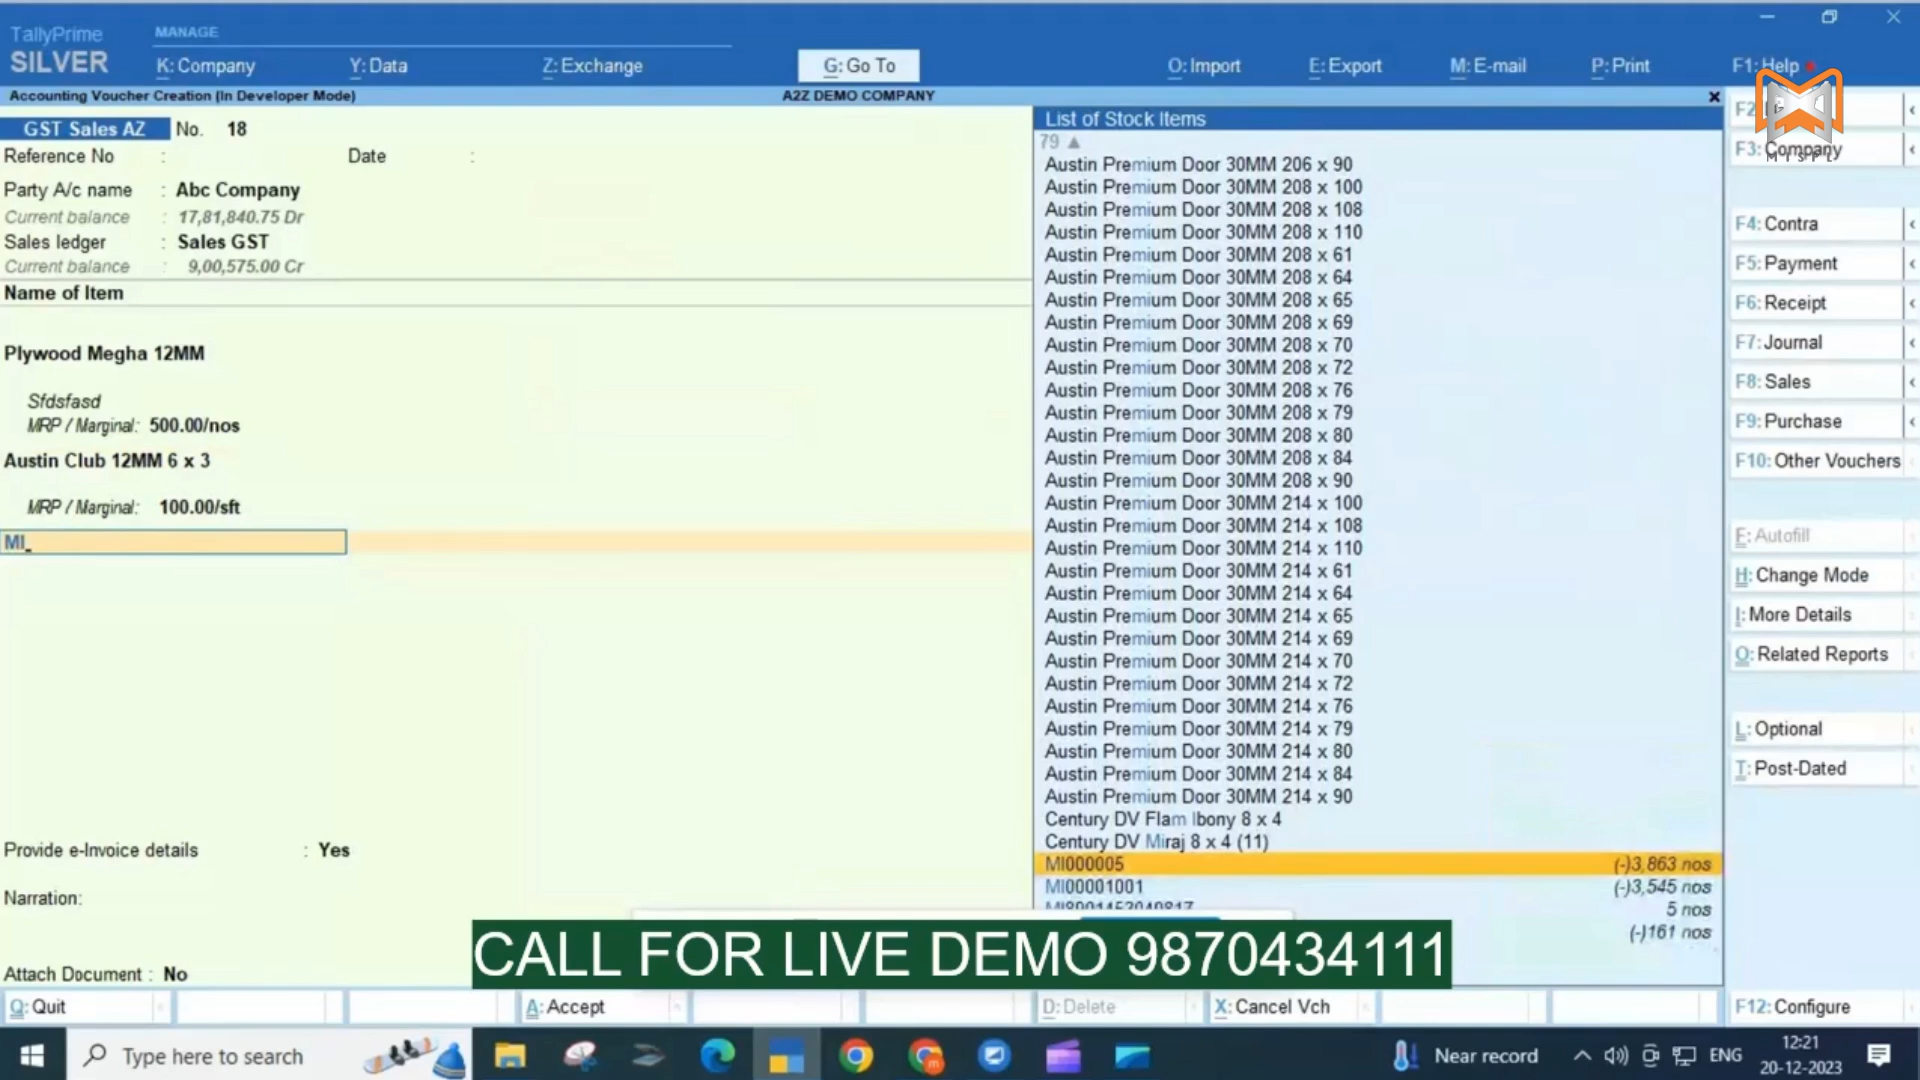 TallyPrime
SILVER
MANAGE
K: Company
Y: Data
Z: Exchange
G: Go To
O: Import
E: Export
M: E-mail
P: Print
F1: Help
Accounting Voucher Creation (In Developer Mode)
A2Z DEMO COMPANY
GST Sales AZ No. 18
Reference No :
Date :
Party A/c name : Abc Company
Current balance : 17,81,840.75 Dr
Sales ledger : Sales GST
Current balance : 9,00,575.00 Cr
Name of Item
Plywood Megha 12MM
Sfdsfasd
MRP / Marginal: 500.00/nos
Austin Club 12MM 6 x 3
MRP / Marginal: 100.00/sft
MI
Provide e-Invoice details : Yes
Narration:
Attach Document : No
List of Stock Items
79
Austin Premium Door 30MM 206 x 90
Austin Premium Door 30MM 208 x 100
Austin Premium Door 30MM 208 x 108
Austin Premium Door 30MM 208 x 110
Austin Premium Door 30MM 208 x 61
Austin Premium Door 30MM 208 x 64
Austin Premium Door 30MM 208 x 65
Austin Premium Door 30MM 208 x 69
Austin Premium Door 30MM 208 x 70
Austin Premium Door 30MM 208 x 72
Austin Premium Door 30MM 208 x 76
Austin Premium Door 30MM 208 x 79
Austin Premium Door 30MM 208 x 80
Austin Premium Door 30MM 208 x 84
Austin Premium Door 30MM 208 x 90
Austin Premium Door 30MM 214 x 100
Austin Premium Door 30MM 214 x 108
Austin Premium Door 30MM 214 x 110
Austin Premium Door 30MM 214 x 61
Austin Premium Door 30MM 214 x 64
Austin Premium Door 30MM 214 x 65
Austin Premium Door 30MM 214 x 69
Austin Premium Door 30MM 214 x 70
Austin Premium Door 30MM 214 x 72
Austin Premium Door 30MM 214 x 76
Austin Premium Door 30MM 214 x 79
Austin Premium Door 30MM 214 x 80
Austin Premium Door 30MM 214 x 84
Austin Premium Door 30MM 214 x 90
Century DV Flam Ibony 8 x 4
Century DV Miraj 8 x 4 (11)
MI000005 (-)3,863 nos
MI00001001 (-)3,545 nos
5 nos
(-)161 nos
CALL FOR LIVE DEMO 9870434111
MYSPL
F2
F3: Company
F4: Contra
F5: Payment
F6: Receipt
F7: Journal
F8: Sales
F9: Purchase
F10: Other Vouchers
F: Autofill
H: Change Mode
I: More Details
O: Related Reports
L: Optional
T: Post-Dated
F12: Configure
Q: Quit
A: Accept
D: Delete
X: Cancel Vch
Type here to search
Near record
ENG
12:21
20-12-2023